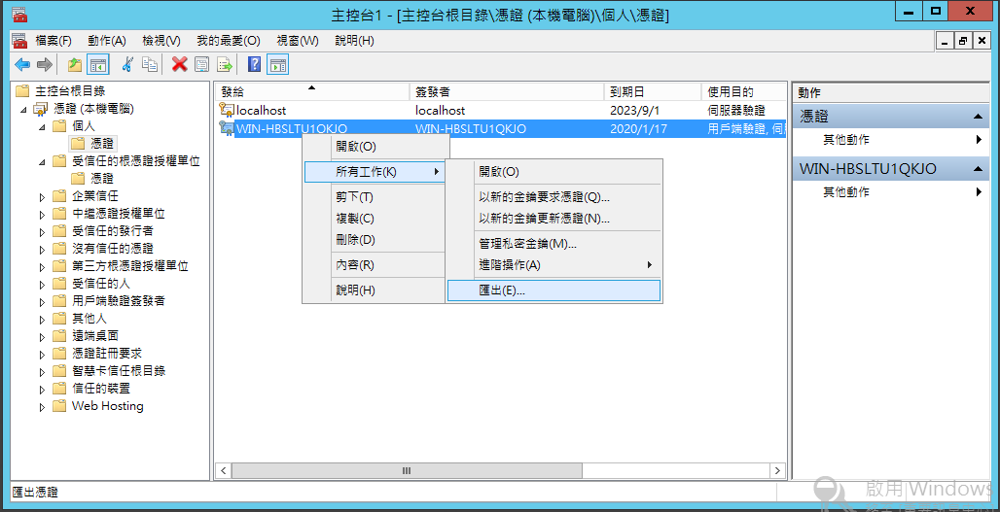 主控台1 - [主控台根目錄\憑證 (本機電腦)\個人\憑證]
檔案(F) 動作(A) 檢視(V) 我的最愛(O) 視窗(W) 說明(H)
主控台根目錄
憑證 (本機電腦)
個人
憑證
受信任的根憑證授權單位
憑證
企業信任
中繼憑證授權單位
受信任的發行者
沒有信任的憑證
第三方根憑證授權單位
受信任的人
用戶端驗證簽發者
其他人
遠端桌面
憑證註冊要求
智慧卡信任根目錄
信任的裝置
Web Hosting
發給 簽發者 到期日 使用目的
localhost localhost 2023/9/1 伺服器驗證
WIN-HBSLTU1QKJO WIN-HBSLTU1QKJO 2020/1/17 用戶端驗證, 伺
開啟(O)
所有工作(K)
剪下(T)
複製(C)
刪除(D)
內容(R)
說明(H)
開啟(O)
以新的金鑰要求憑證(Q)...
以新的金鑰更新憑證(N)...
管理私密金鑰(M)...
進階操作(A)
匯出(E)...
動作
憑證
其他動作
WIN-HBSLTU1QKJO
其他動作
匯出憑證
啟用 Windows